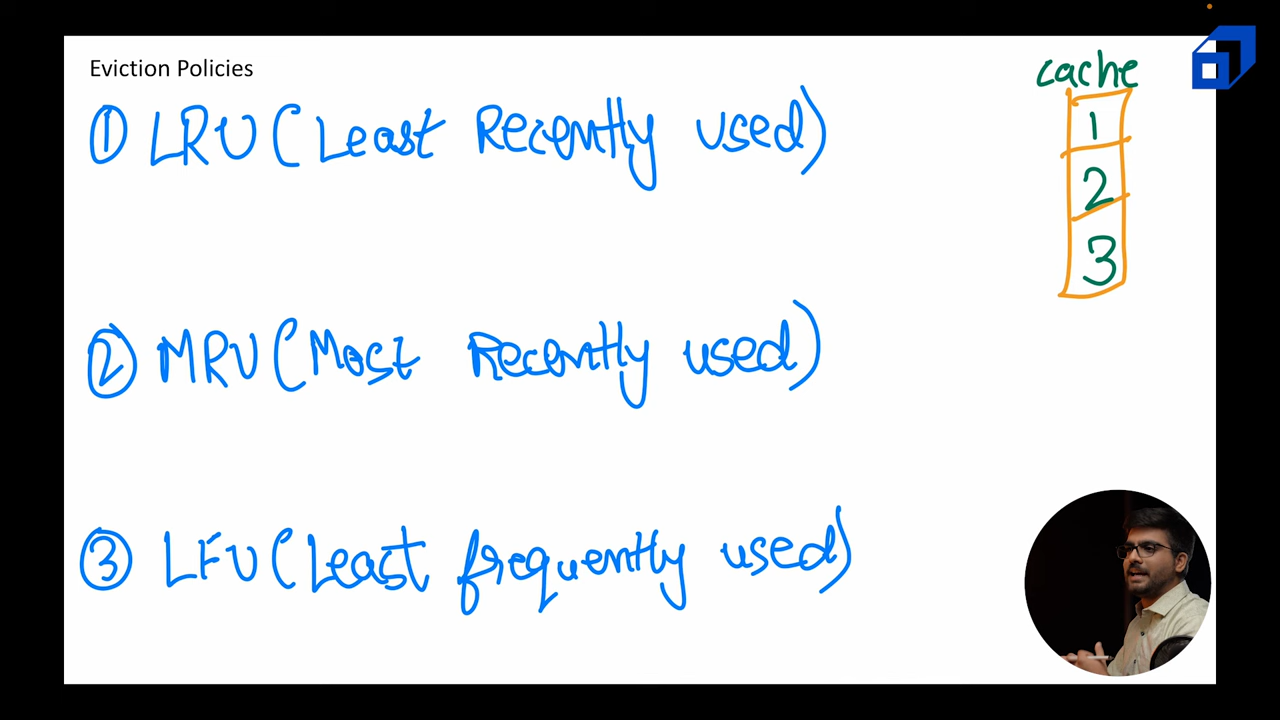 Eviction Policies
cache
① LRU (Least Recently used)
1
2
3
② MRU (Most Recently used)
③ LFU (Least frequently used)